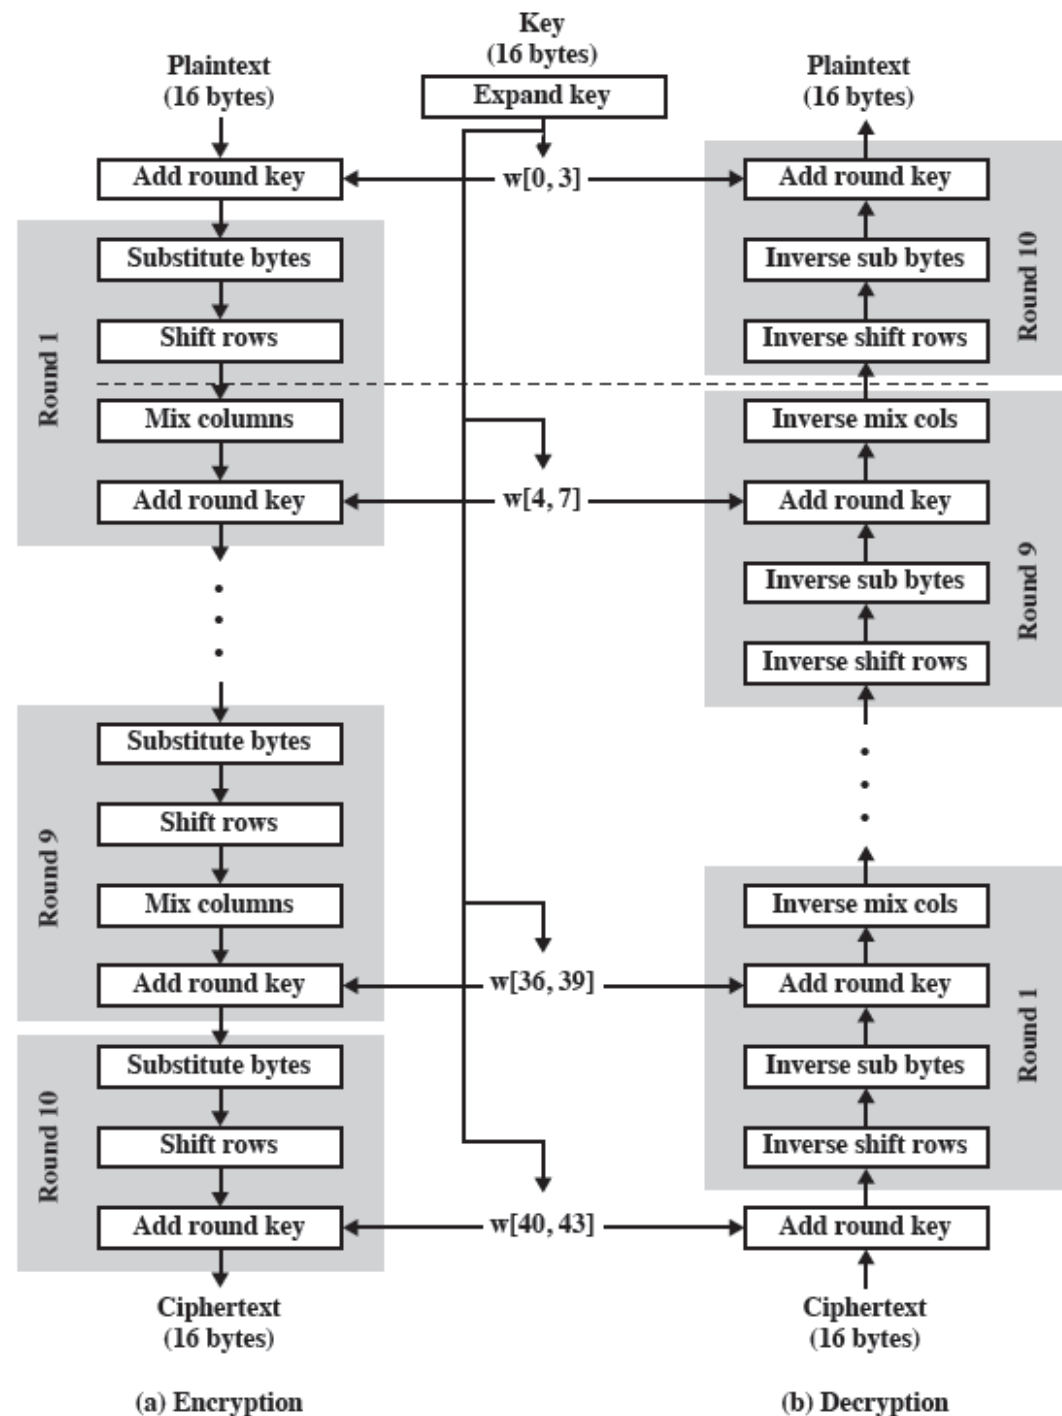 Key
(16 bytes)
Plaintext
(16 bytes)
Expand key
Plaintext
(16 bytes)
Add round key
w[0, 3]
Add round key
Substitute bytes
Inverse sub bytes
Round 10
Round 1
Shift rows
Inverse shift rows
Mix columns
Inverse mix cols
Add round key
w[4, 7]
Add round key
Inverse sub bytes
Round 9
Inverse shift rows
Substitute bytes
Round 9
Shift rows
Mix columns
Inverse mix cols
Add round key
w[36, 39]
Add round key
Round 1
Substitute bytes
Inverse sub bytes
Round 10
Shift rows
Inverse shift rows
Add round key
w[40, 43]
Add round key
Ciphertext
(16 bytes)
Ciphertext
(16 bytes)
(a) Encryption
(b) Decryption